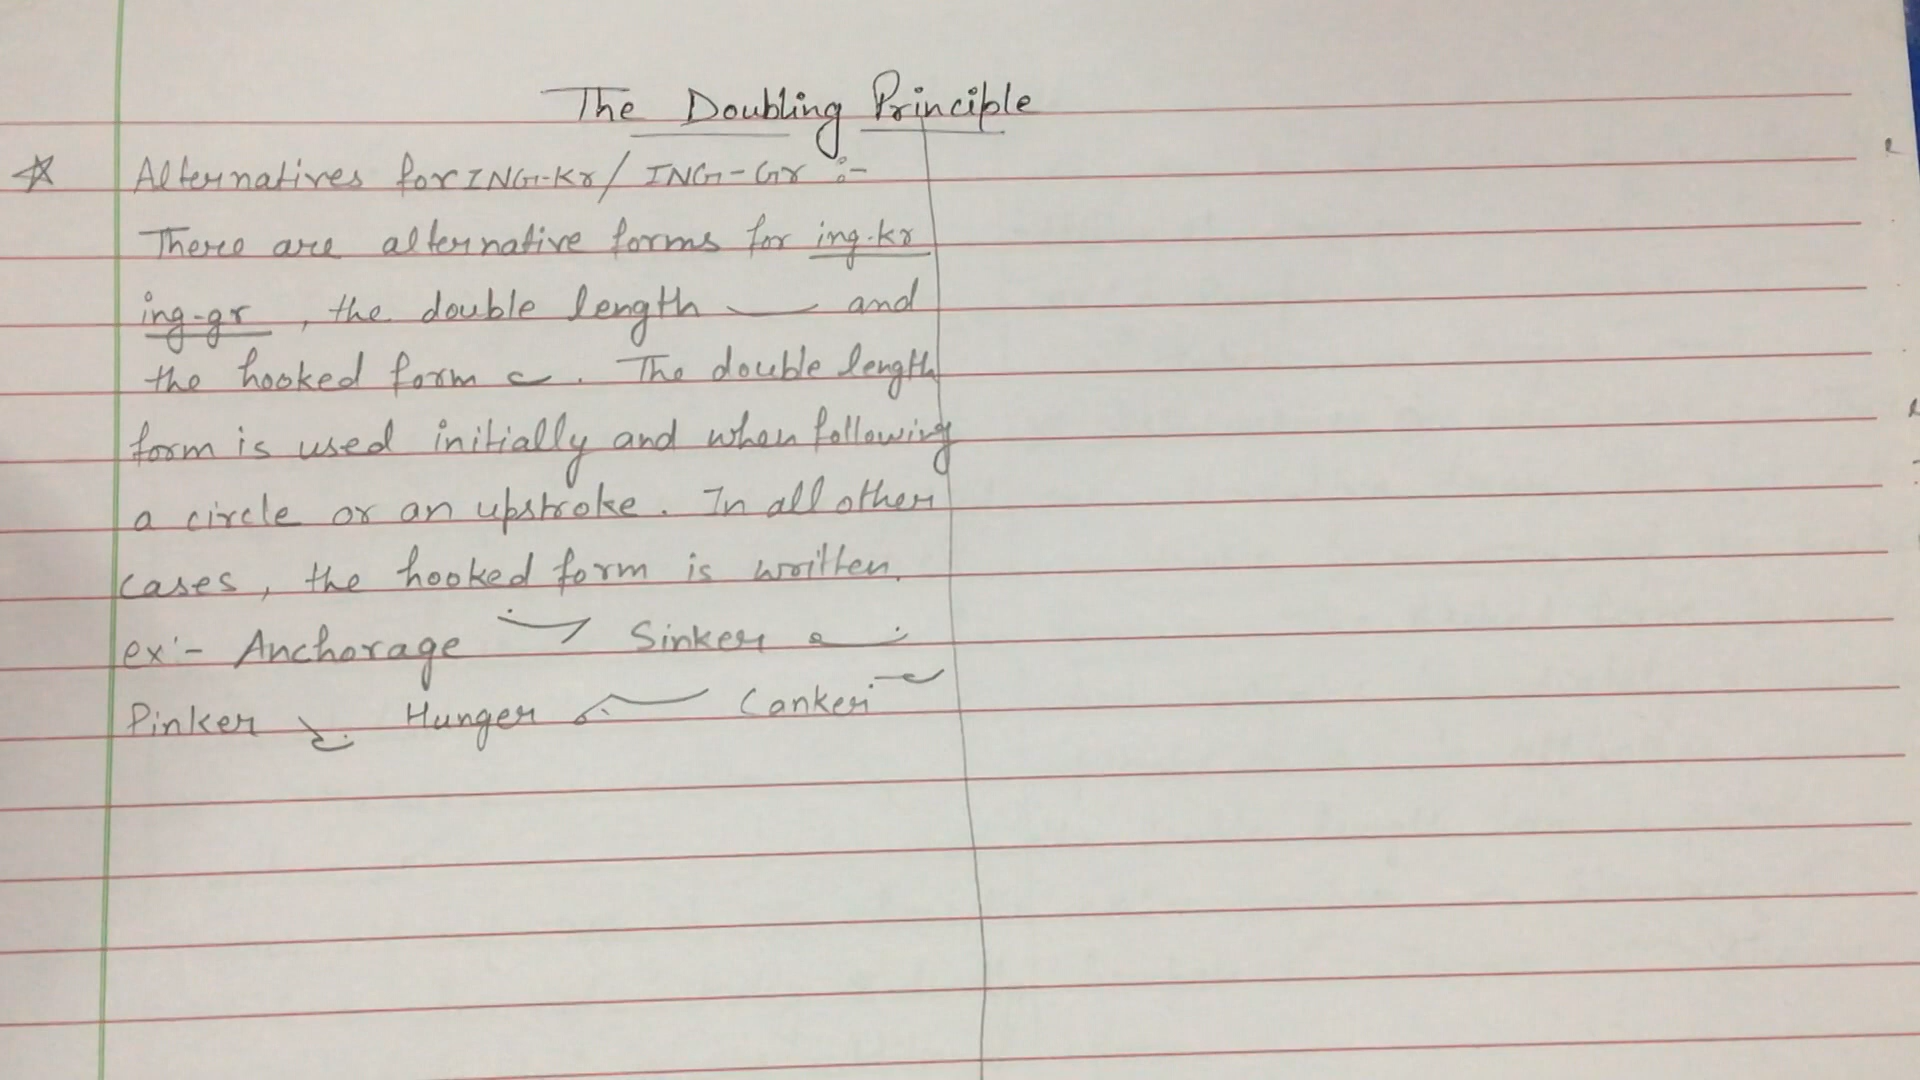 The Doubling Principle
Alternatives for ING-Kr/ ING-Gr :-
There are alternative forms for ing-kr
ing-gr, the double length and
the hooked form . The double length
form is used initially and when following
a circle or an upstroke. In all other
cases, the hooked form is written.
ex:- Anchorage Sinker
Pinker Hunger Canker